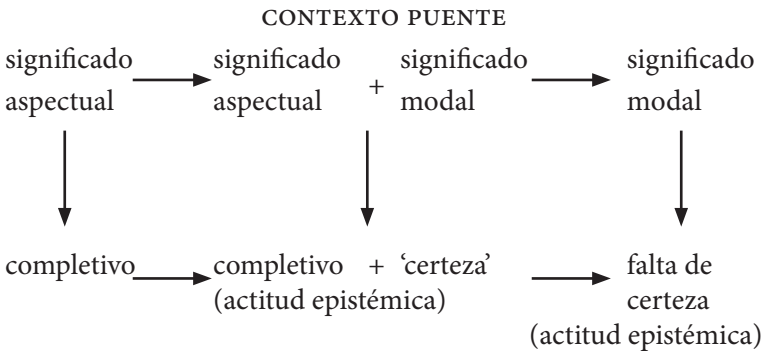 CONTEXTO PUENTE
significado significado significado significado
aspectual aspectual + modal modal
completivo completivo + ‘certeza’ falta de
(actitud epistémica) certeza
(actitud epistémica)